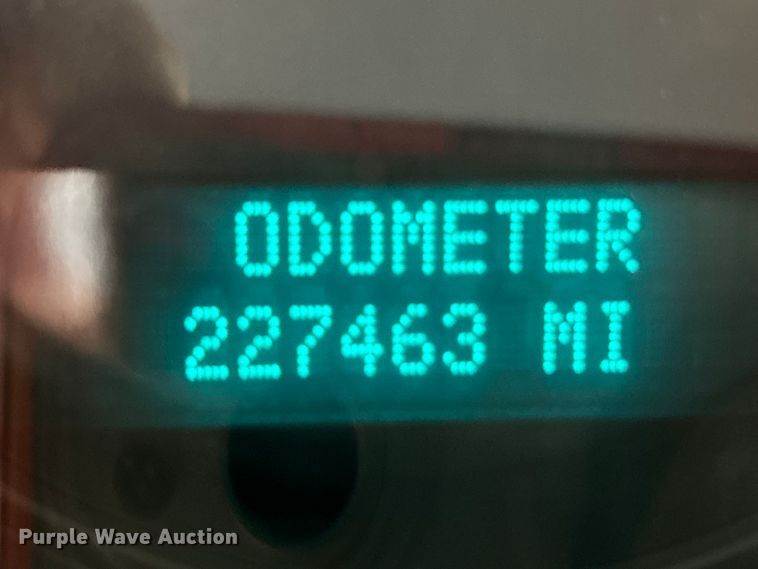 ODOMETER
227463 MI
Purple Wave Auction